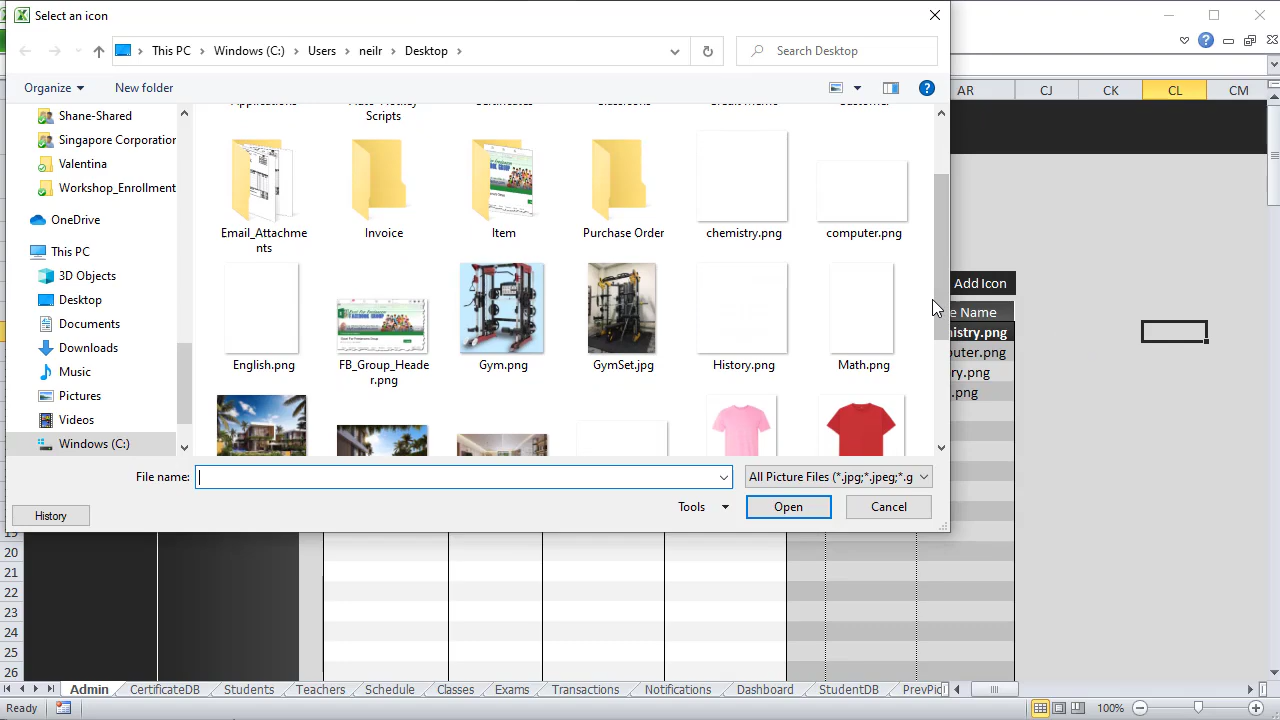 Select an icon
This PC > Windows (C:) > Users > neilr > Desktop >
Search Desktop
Organize
New folder
Shane-Shared
Singapore Corporation
Valentina
Workshop_Enrollment
OneDrive
This PC
3D Objects
Desktop
Documents
Downloads
Music
Pictures
Videos
Windows (C:)
Scripts
Email_Attachme
nts
Invoice
Item
Purchase Order
chemistry.png
computer.png
English.png
FB_Group_Heade
r.png
Gym.png
GymSet.jpg
History.png
Math.png
File name:
All Picture Files (*.jpg;*.jpeg;*.g
Tools
Open
Cancel
History
AR CJ CK CL CM
Add Icon
e Name
istry.png
uter.png
ry.png
.png
20
21
22
23
24
25
26
Admin CertificateDB Students Teachers Schedule Classes Exams Transactions Notifications Dashboard StudentDB PrevPic
Ready
100%